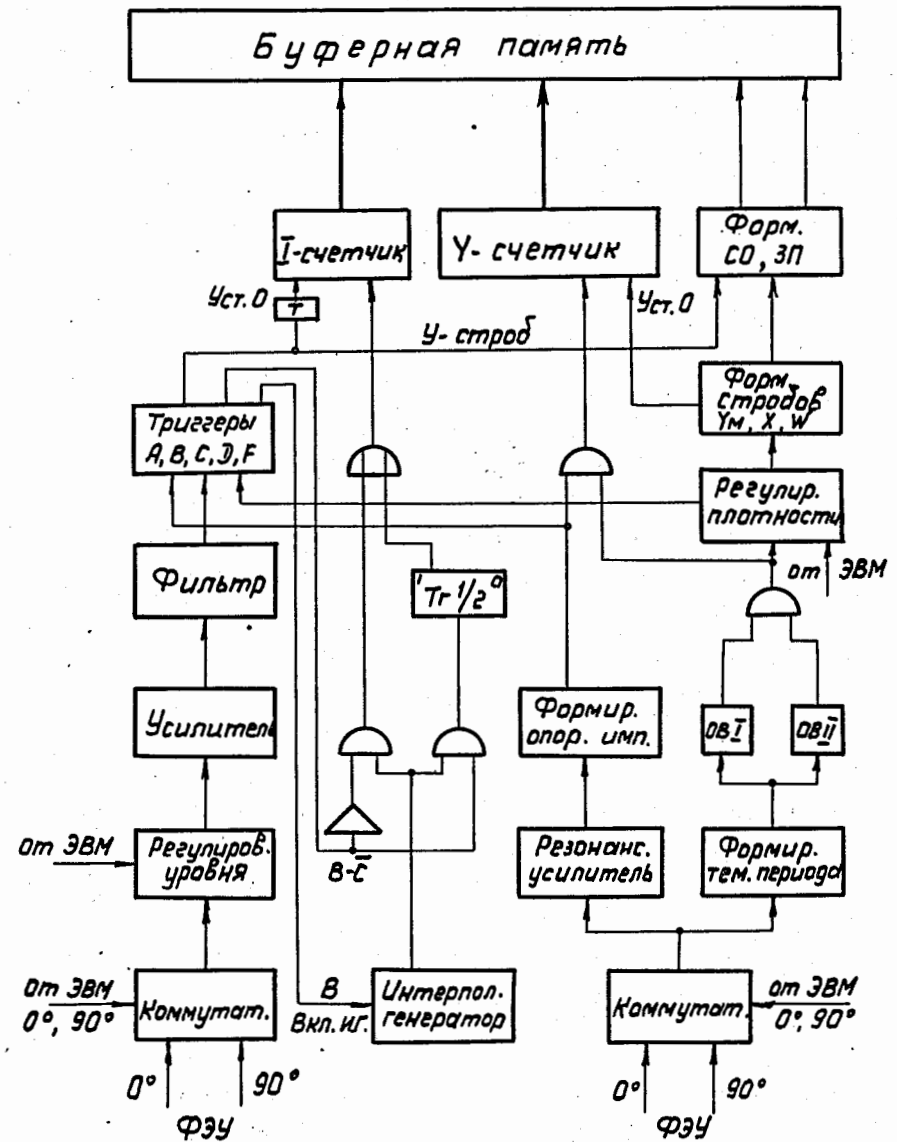 Буферная память
I-счетчик
Y-счетчик
Форм.
СО, ЗП
Уст. 0
τ
Уст. 0
У-строб
Форм.
стробов
Yм, X, W
Триггеры
A, B, C, D, F
Регулир.
плотности
от ЭВМ
Фильтр
'Тг 1/2"
Усилитель
Формир.
опор. имп.
ОВ I
ОВ II
от ЭВМ
Регулиров.
уровня
B-C̅
Резонанс.
усилитель
Формир.
тем. периода
от ЭВМ
0°, 90°
Коммутат.
В
Вкл. ИГ.
Интерпол.
генератор
Коммутат.
от ЭВМ
0°, 90°
0°
90°
ФЭУ
0°
90°
ФЭУ